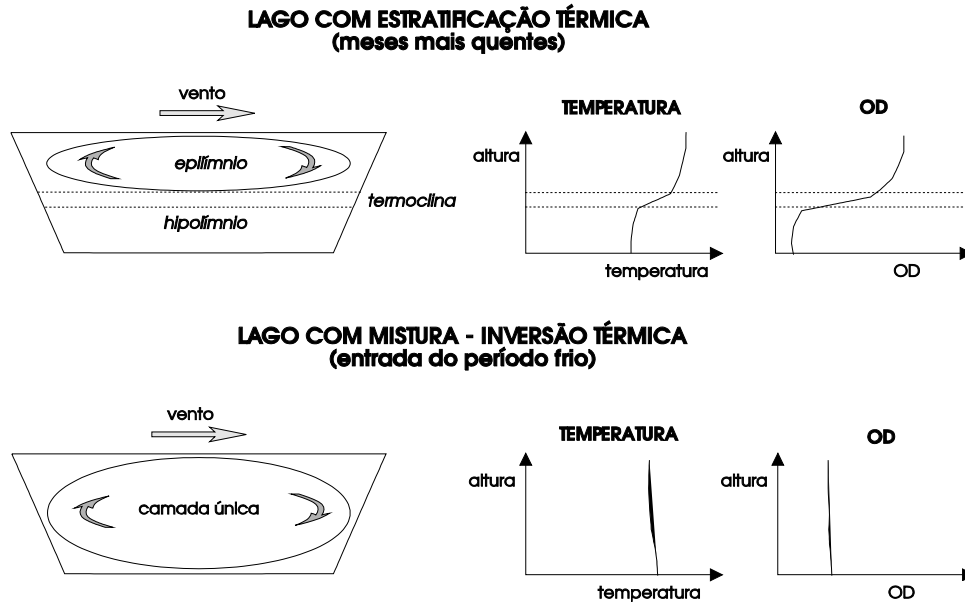 LAGO COM ESTRATIFICAÇÃO TÉRMICA
(meses mais quentes)
vento
TEMPERATURA
OD
altura
altura
epilímnio
termoclina
hipolímnio
temperatura
OD
LAGO COM MISTURA - INVERSÃO TÉRMICA
(entrada do período frio)
vento
TEMPERATURA
OD
altura
altura
camada única
temperatura
OD